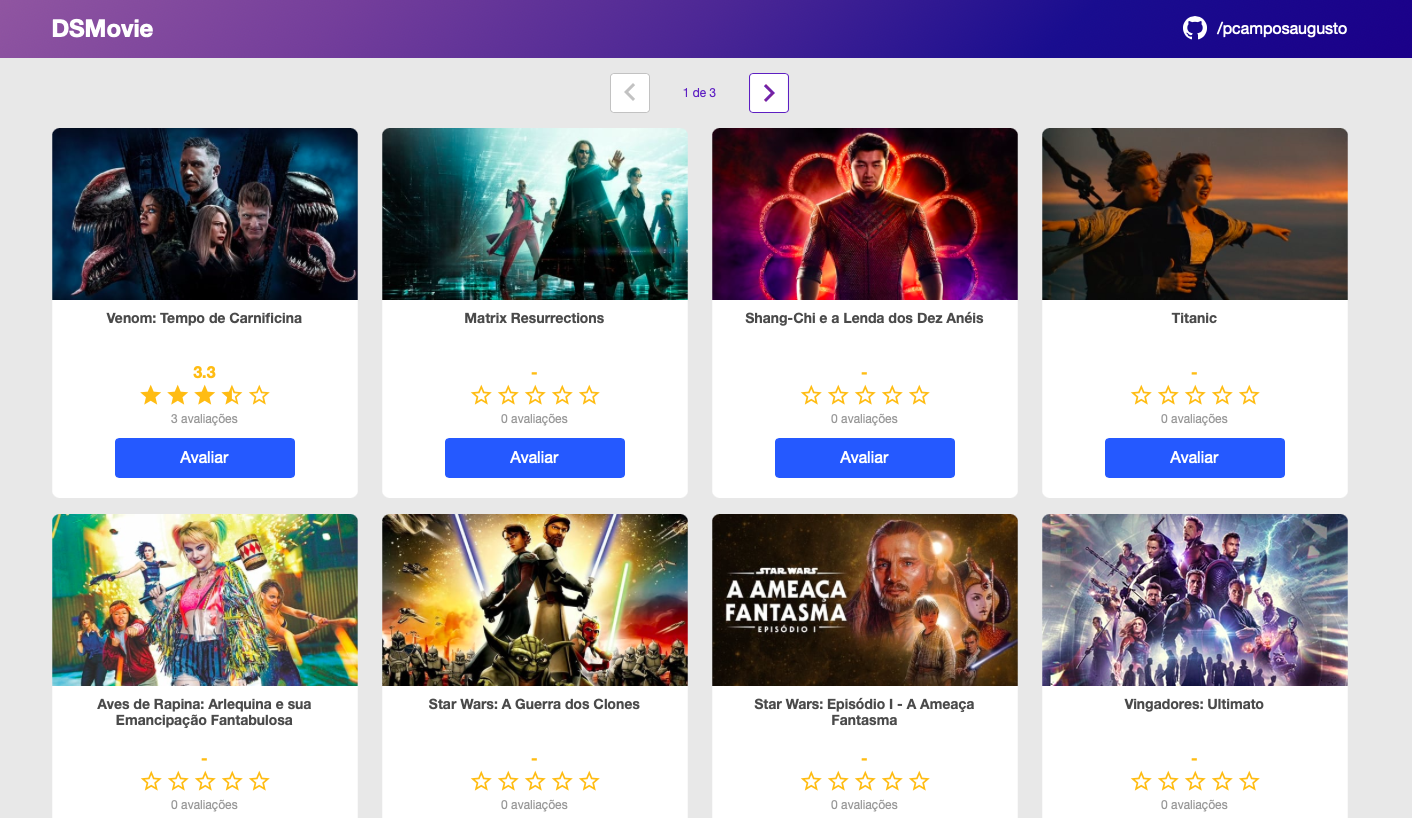 DSMovie
/pcamposaugusto
1 de 3
Venom: Tempo de Carnificina
3.3
3 avaliações
Avaliar
Matrix Resurrections
-
0 avaliações
Avaliar
Shang-Chi e a Lenda dos Dez Anéis
-
0 avaliações
Avaliar
Titanic
-
0 avaliações
Avaliar
Aves de Rapina: Arlequina e sua
Emancipação Fantabulosa
-
0 avaliações
Star Wars: A Guerra dos Clones
-
0 avaliações
STAR WARS
A AMEAÇA
FANTASMA
EPISÓDIO I
Star Wars: Episódio I - A Ameaça
Fantasma
-
0 avaliações
Vingadores: Ultimato
-
0 avaliações